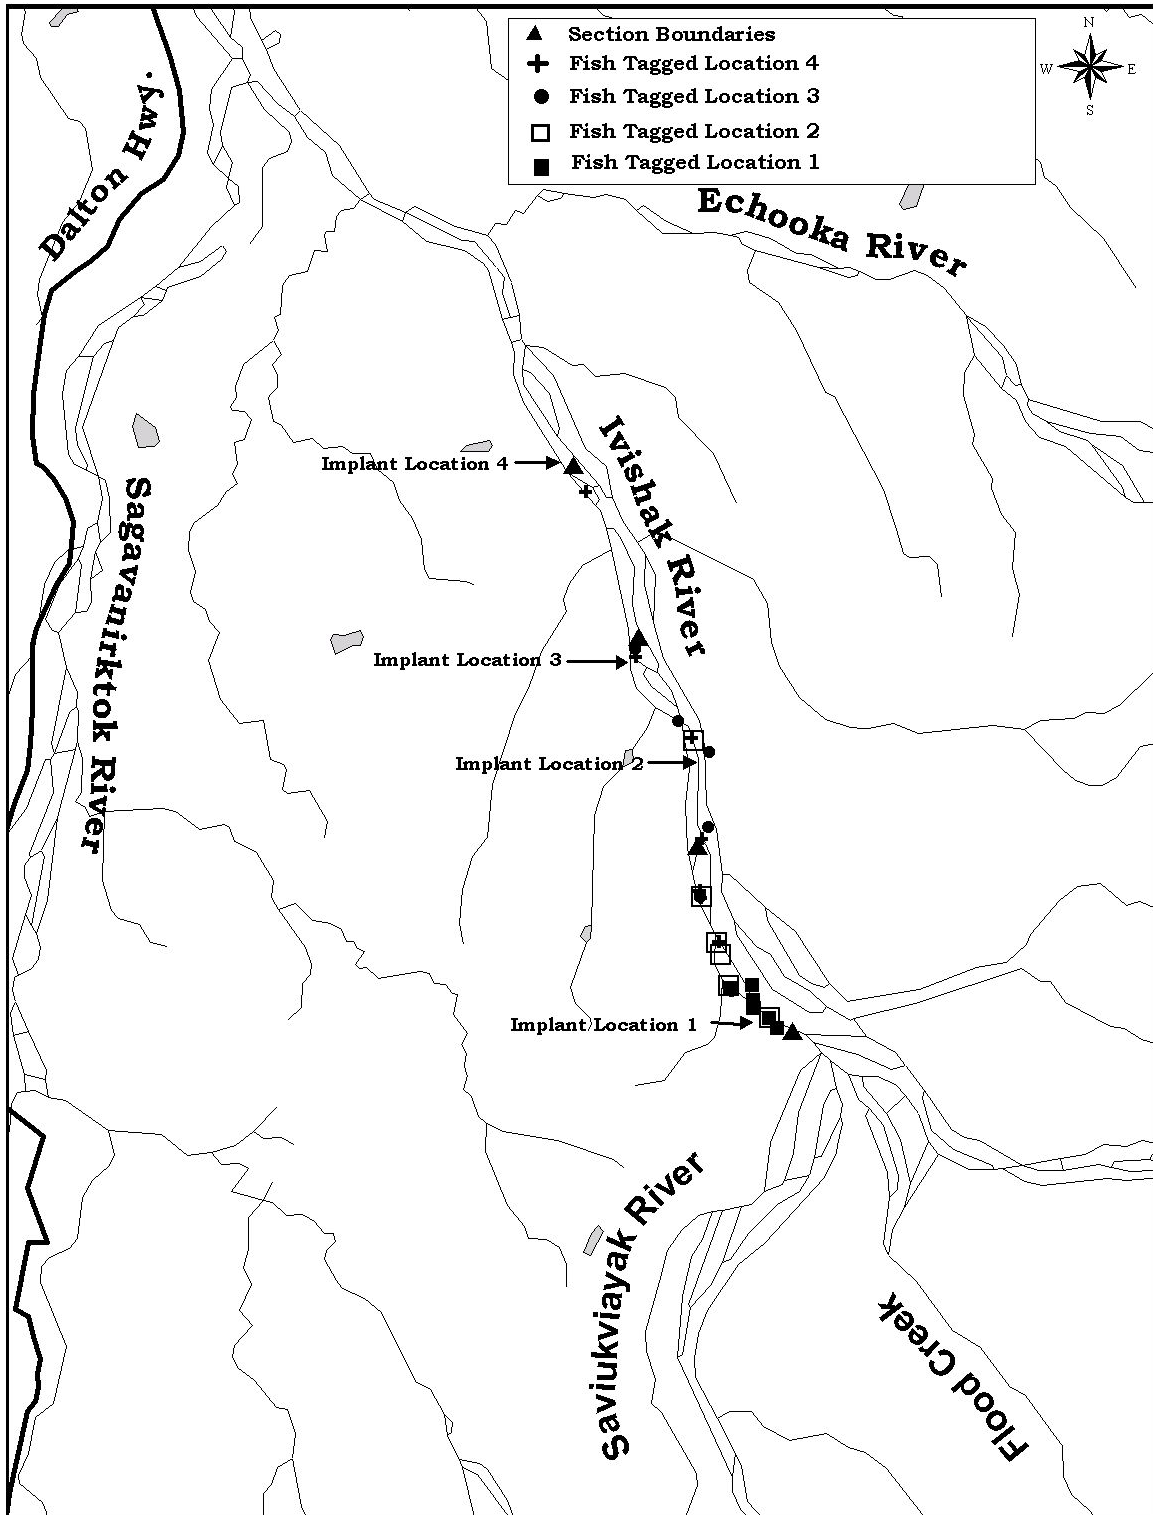 Section Boundaries
Fish Tagged Location 4
Fish Tagged Location 3
Fish Tagged Location 2
Fish Tagged Location 1
N
W
E
S
Dalton Hwy.
Echooka River
Ivishak River
Implant Location 4
Sagavanirktok River
Implant Location 3
Implant Location 2
Implant Location 1
Saviukviayak River
Flood Creek